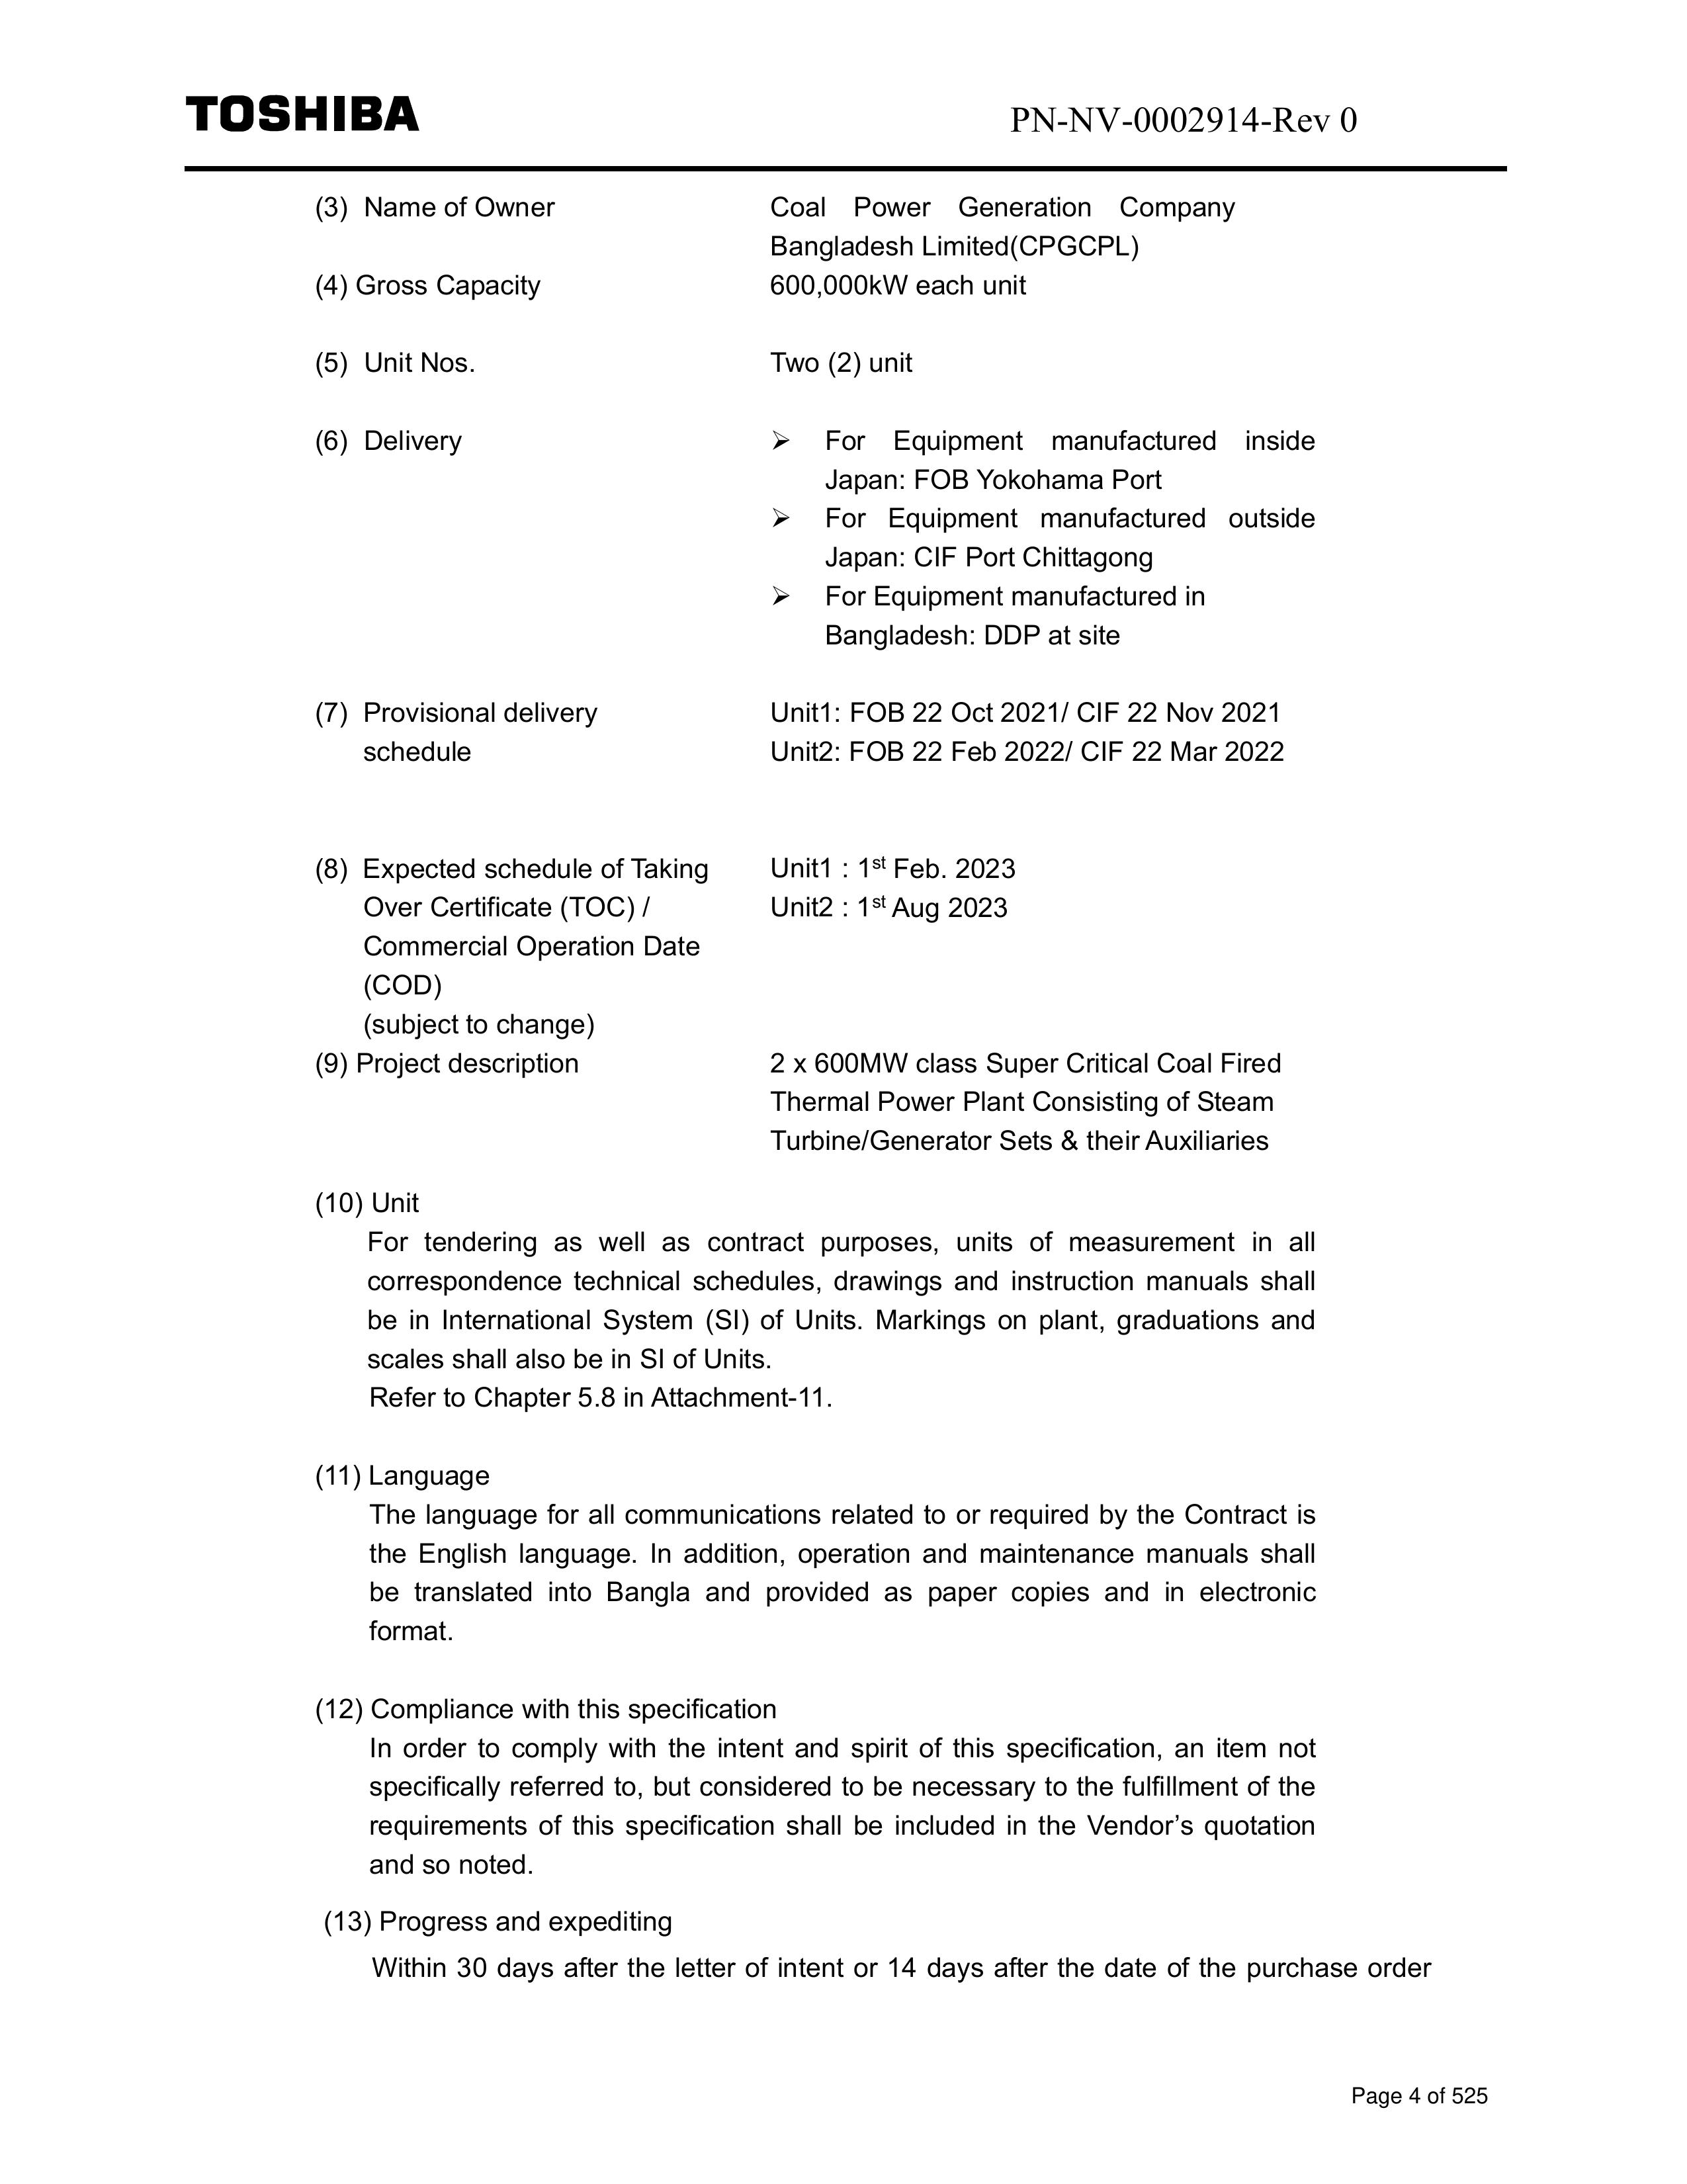 TOSHIBA PN-NV-0002914-Rev 0
(3) Name of Owner Coal Power Generation Company
Bangladesh Limited(CPGCPL)
(4) Gross Capacity 600,000kW each unit
(5) Unit Nos. Two (2) unit
(6) Delivery ➢ For Equipment manufactured inside
Japan: FOB Yokohama Port
➢ For Equipment manufactured outside
Japan: CIF Port Chittagong
➢ For Equipment manufactured in
Bangladesh: DDP at site
(7) Provisional delivery Unit1: FOB 22 Oct 2021/ CIF 22 Nov 2021
schedule Unit2: FOB 22 Feb 2022/ CIF 22 Mar 2022
(8) Expected schedule of Taking Unit1 : 1st Feb. 2023
Over Certificate (TOC) / Unit2 : 1st Aug 2023
Commercial Operation Date
(COD)
(subject to change)
(9) Project description 2 x 600MW class Super Critical Coal Fired
Thermal Power Plant Consisting of Steam
Turbine/Generator Sets & their Auxiliaries
(10) Unit
For tendering as well as contract purposes, units of measurement in all
correspondence technical schedules, drawings and instruction manuals shall
be in International System (SI) of Units. Markings on plant, graduations and
scales shall also be in SI of Units.
Refer to Chapter 5.8 in Attachment-11.
(11) Language
The language for all communications related to or required by the Contract is
the English language. In addition, operation and maintenance manuals shall
be translated into Bangla and provided as paper copies and in electronic
format.
(12) Compliance with this specification
In order to comply with the intent and spirit of this specification, an item not
specifically referred to, but considered to be necessary to the fulfillment of the
requirements of this specification shall be included in the Vendor’s quotation
and so noted.
(13) Progress and expediting
Within 30 days after the letter of intent or 14 days after the date of the purchase order
Page 4 of 525